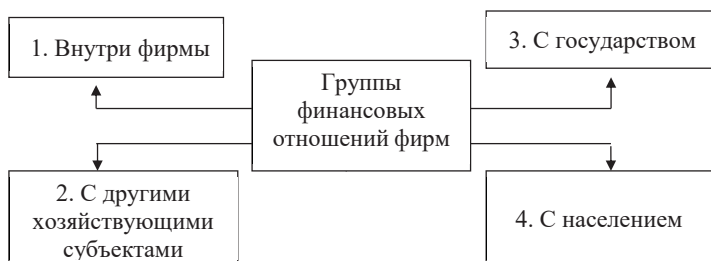 1. Внутри фирмы
3. С государством
Группы
финансовых
отношений фирм
2. С другими
хозяйствующими
субъектами
4. С населением